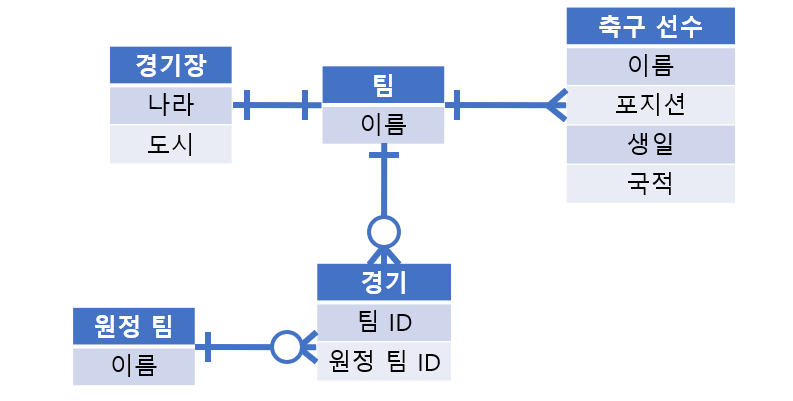 경기장
나라
도시
팀
이름
축구 선수
이름
포지션
생일
국적
경기
팀 ID
원정 팀 ID
원정 팀
이름